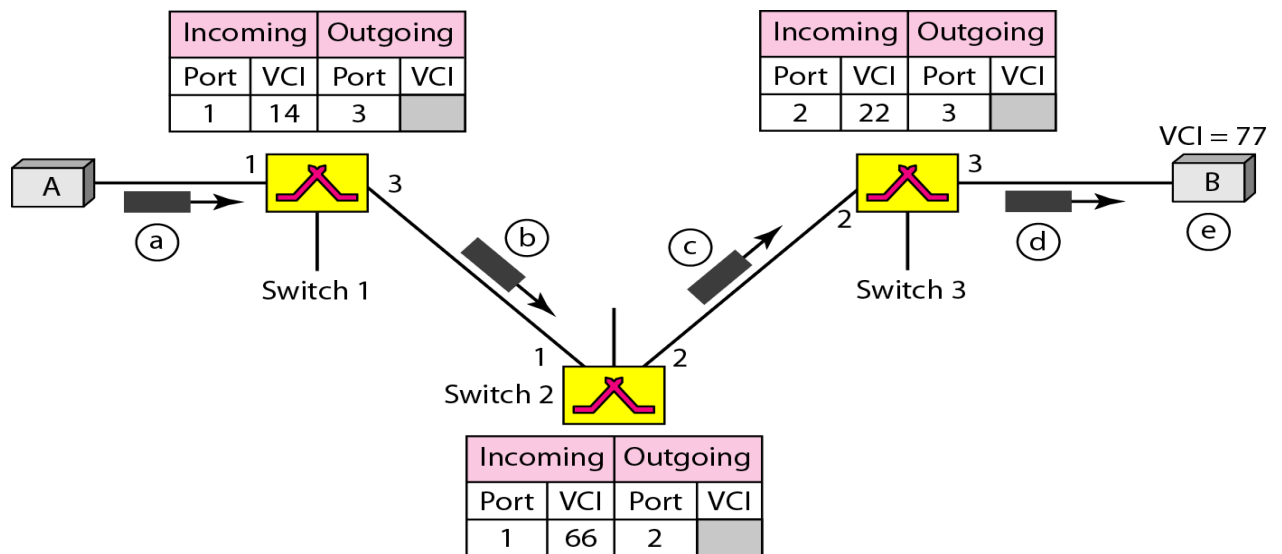 Incoming Outgoing
Port VCI Port VCI
1 14 3
Incoming Outgoing
Port VCI Port VCI
2 22 3
VCI = 77
A
1
3
a
Switch 1
b
c
2
3
B
d
e
Switch 3
1
2
Switch 2
Incoming Outgoing
Port VCI Port VCI
1 66 2